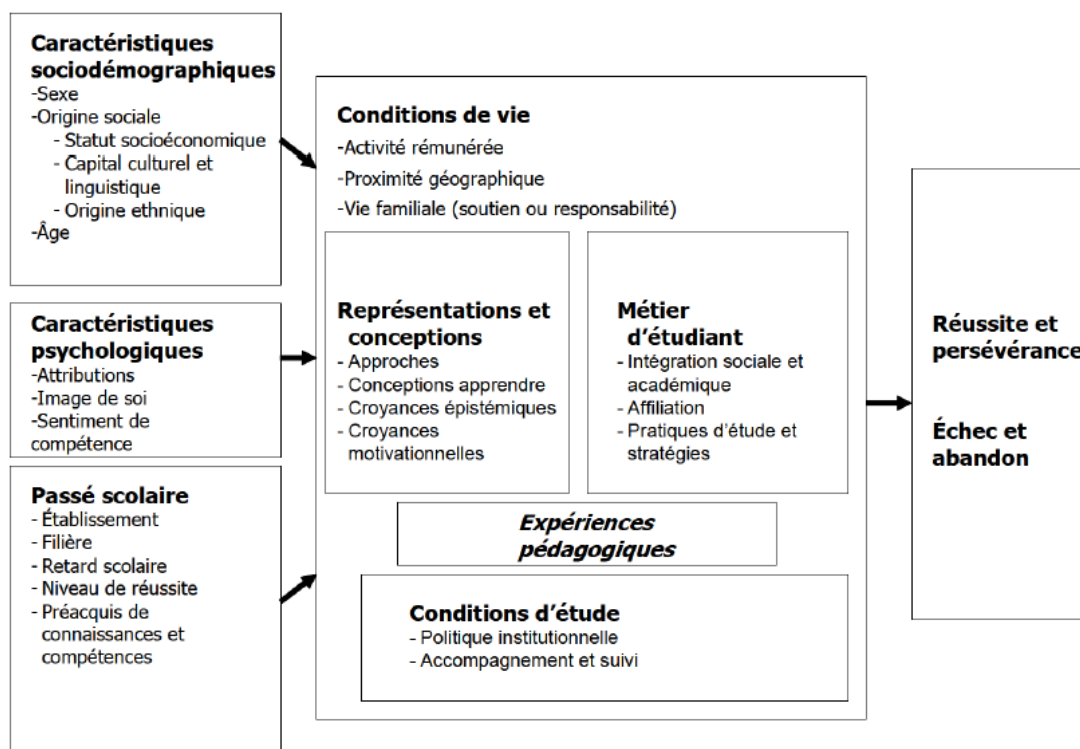 Caractéristiques
sociodémographiques
-Sexe
-Origine sociale
- Statut socioéconomique
- Capital culturel et
linguistique
- Origine ethnique
-Âge
Caractéristiques
psychologiques
-Attributions
-Image de soi
-Sentiment de
compétence
Passé scolaire
- Établissement
- Filière
- Retard scolaire
- Niveau de réussite
- Préacquis de
connaissances et
compétences
Conditions de vie
-Activité rémunérée
-Proximité géographique
-Vie familiale (soutien ou responsabilité)
Représentations et
conceptions
- Approches
- Conceptions apprendre
- Croyances épistémiques
- Croyances
motivationnelles
Métier
d'étudiant
- Intégration sociale et
académique
- Affiliation
- Pratiques d'étude et
stratégies
Expériences
pédagogiques
Conditions d'étude
- Politique institutionnelle
- Accompagnement et suivi
Réussite et
persévérance
Échec et
abandon